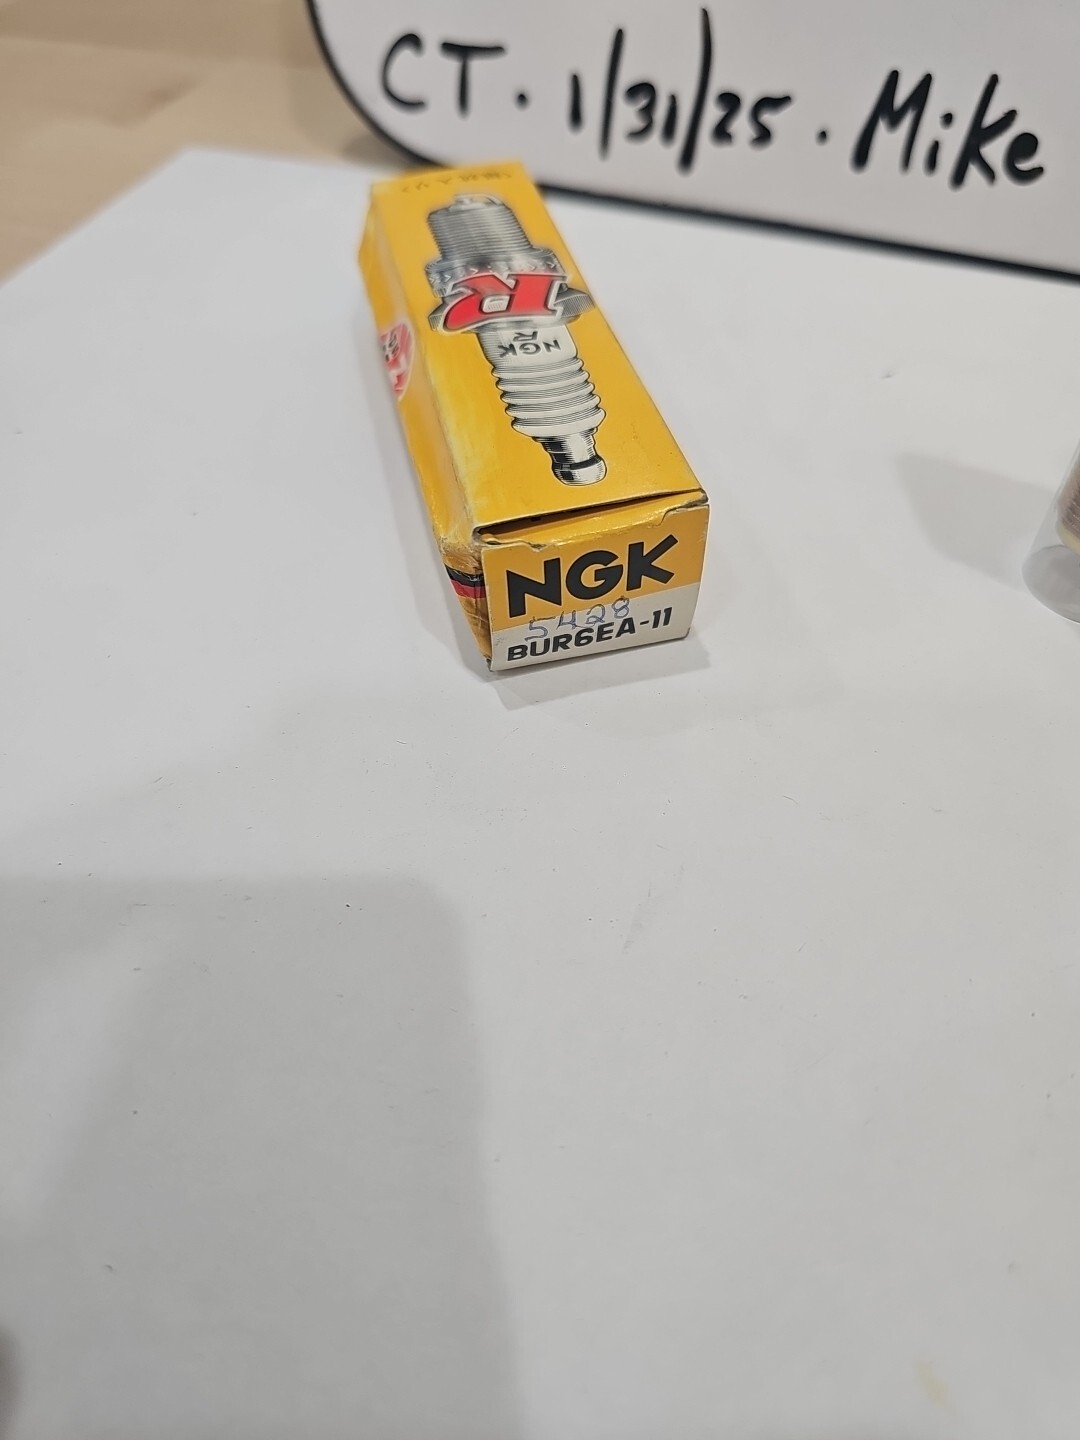 CT. 1/31/25. Mike
R
NGK
R
NGK
5428
BUR6EA-11